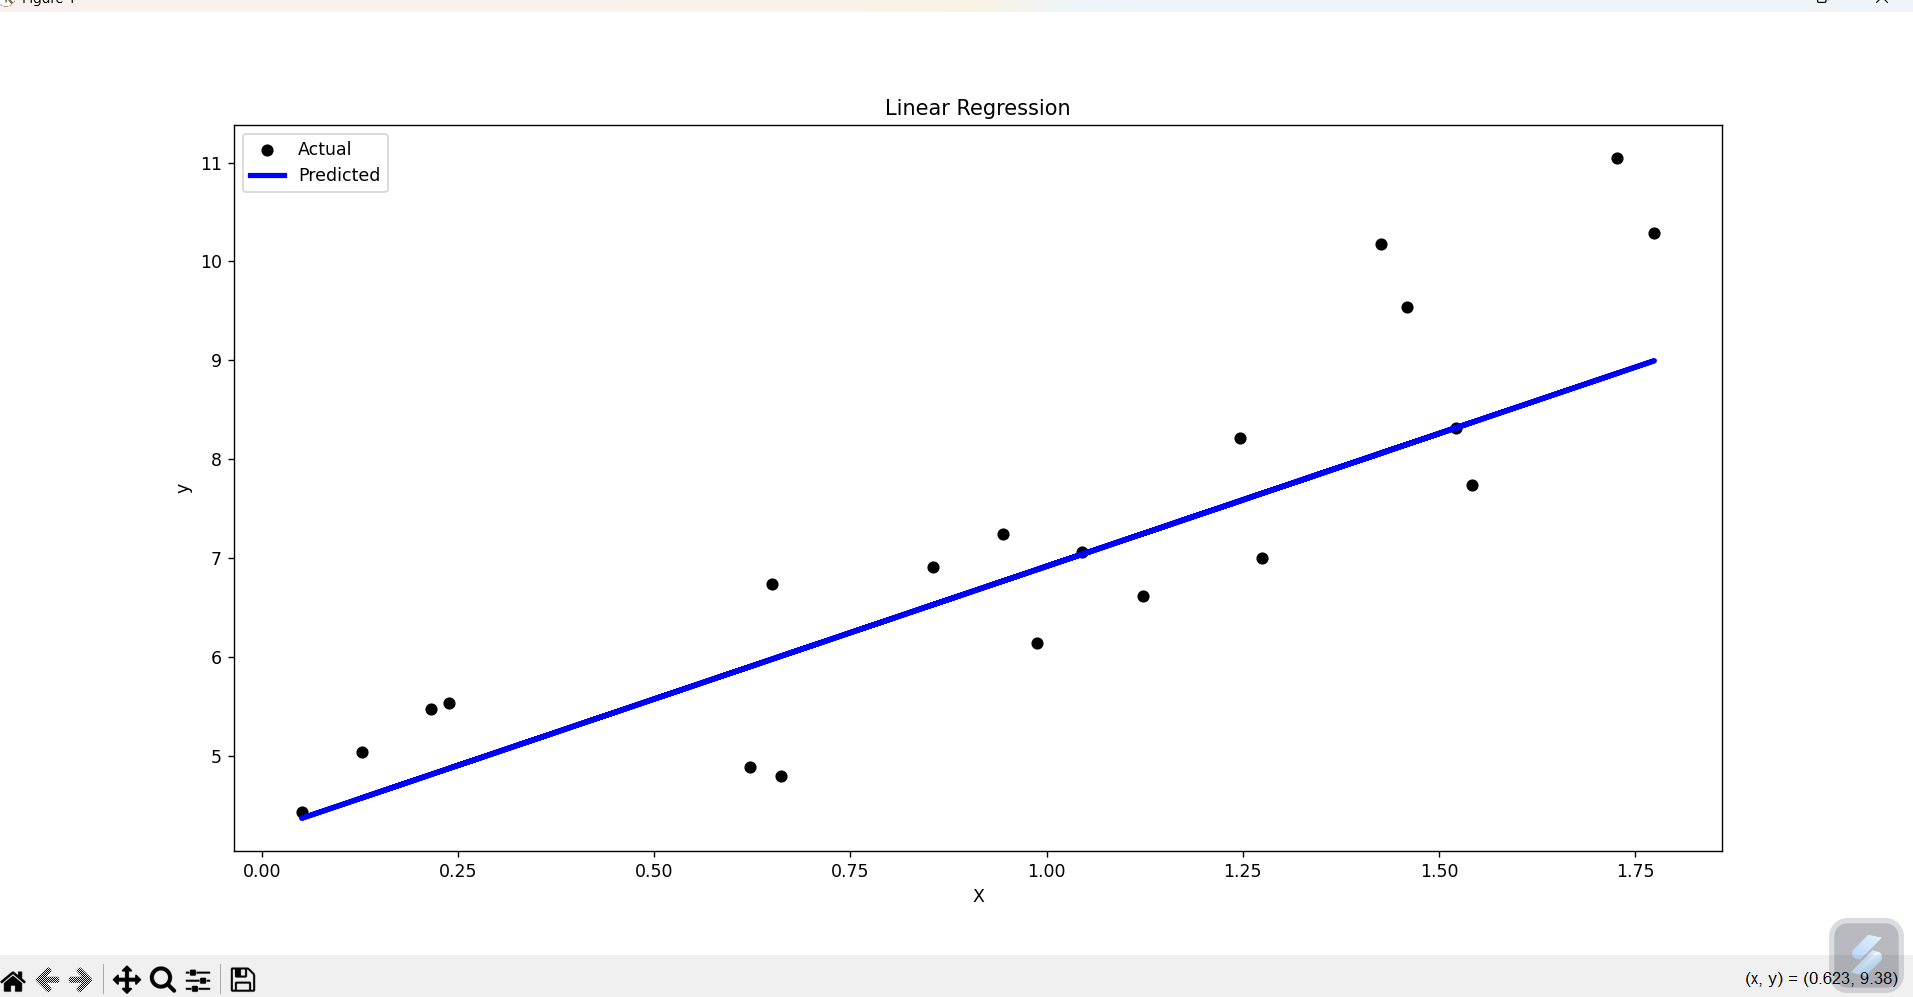 Linear Regression
Actual
Predicted
11
10
9
8
7
6
5
y
0.00 0.25 0.50 0.75 1.00 1.25 1.50 1.75
X
(x, y) = (0.623, 9.38)